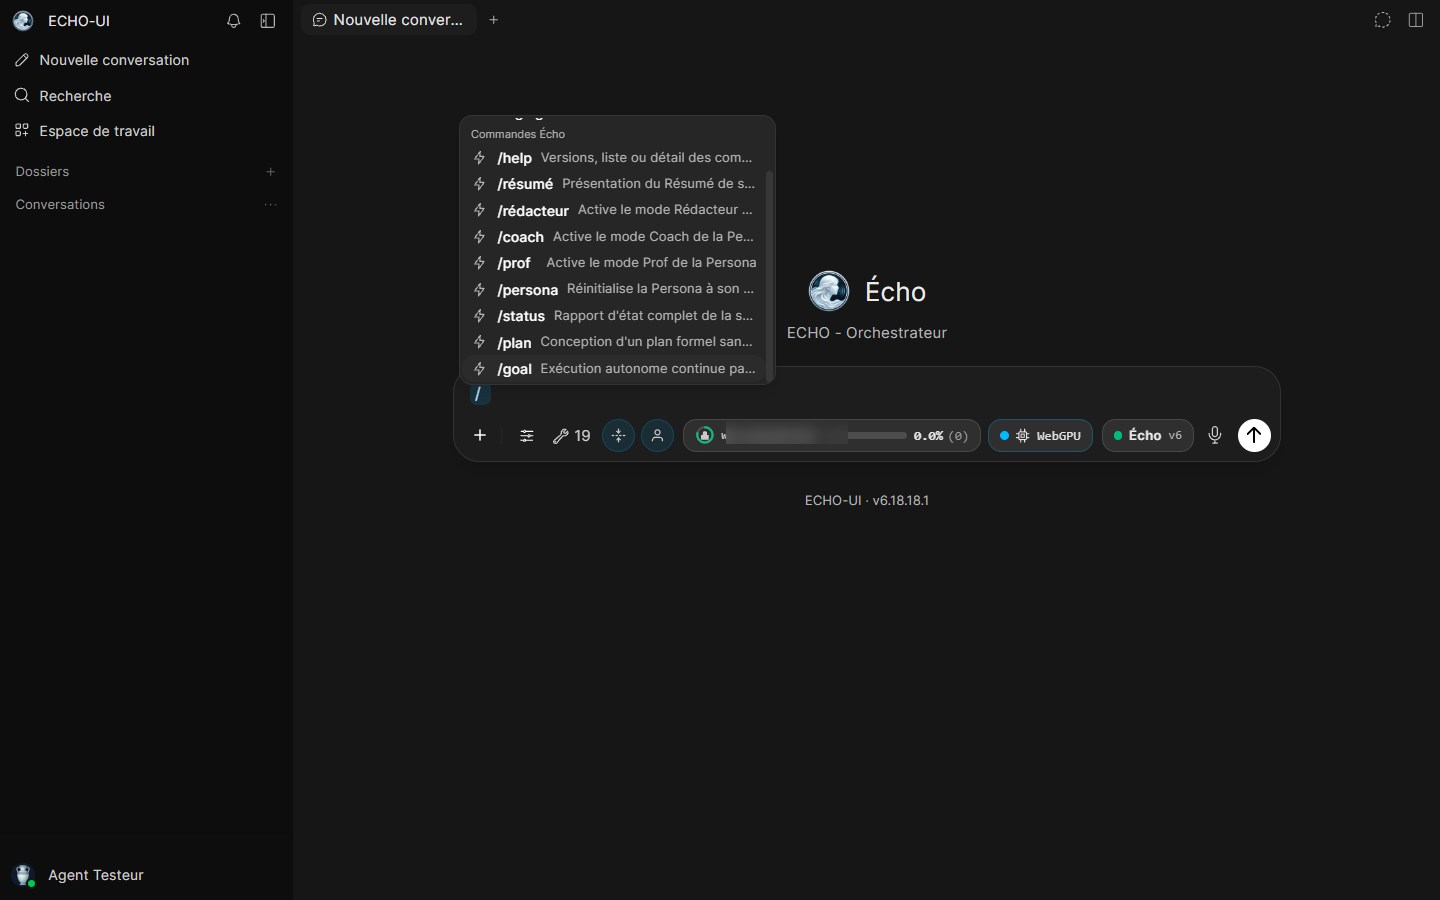 ECHO-UI
Nouvelle conversation
Recherche
Espace de travail
Dossiers
Conversations
Agent Testeur
Nouvelle conver...
Commandes Écho
/help Versions, liste ou détail des com...
/résumé Présentation du Résumé de s...
/rédacteur Active le mode Rédacteur ...
/coach Active le mode Coach de la Pe...
/prof Active le mode Prof de la Persona
/persona Réinitialise la Persona à son ...
/status Rapport d'état complet de la s...
/plan Conception d'un plan formel san...
/goal Exécution autonome continue pa...
Écho
ECHO - Orchestrateur
/
19 0.0% (0) WebGPU Écho v6
ECHO-UI · v6.18.18.1